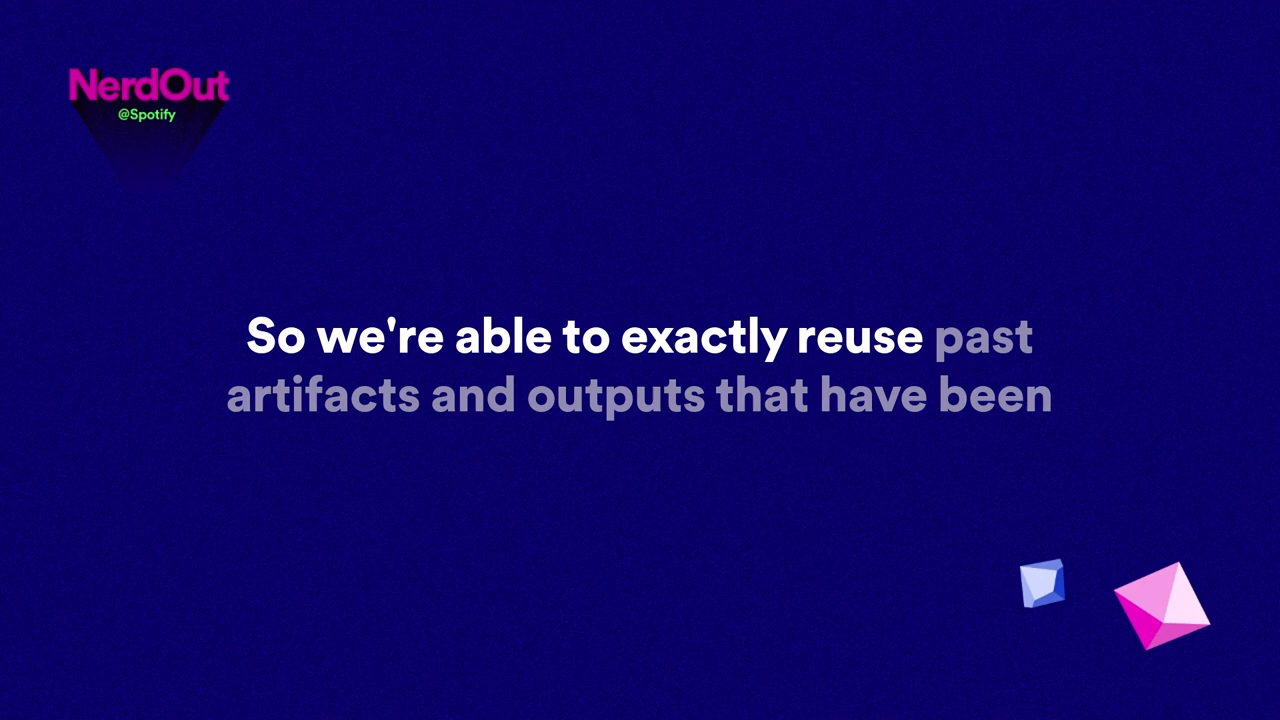 NerdOut
@Spotify
So we're able to exactly reuse past
artifacts and outputs that have been